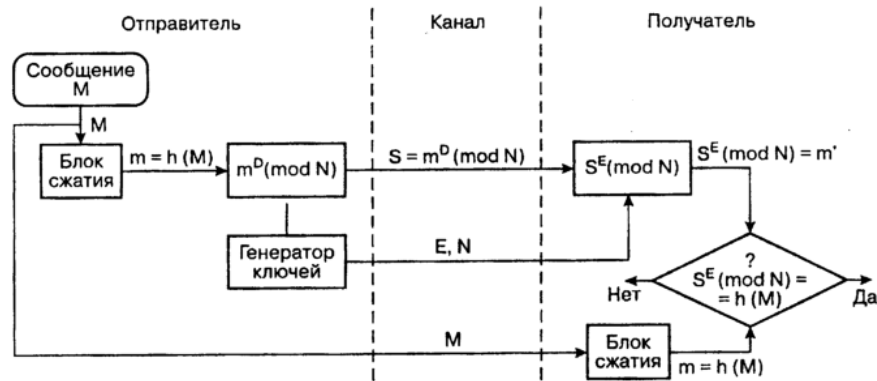 Отправитель
Канал
Получатель
Сообщение
M
M
Блок
сжатия
m = h (M)
m^D (mod N)
S = m^D (mod N)
S^E (mod N)
S^E (mod N) = m'
Генератор
ключей
E, N
?
S^E (mod N) =
= h (M)
Нет
Да
M
Блок
сжатия
m = h (M)